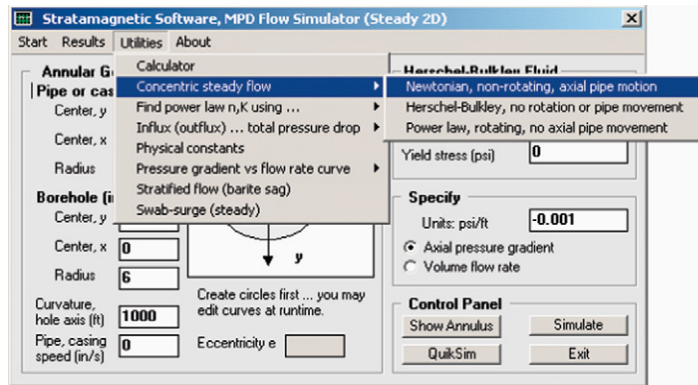 Stratamagnetic Software, MPD Flow Simulator (Steady 2D)
Start Results Utilities About
Calculator
Concentric steady flow
Find power law n,K using ...
Influx (outflux) ... total pressure drop
Physical constants
Pressure gradient vs flow rate curve
Stratified flow (barite sag)
Swab-surge (steady)
Newtonian, non-rotating, axial pipe motion
Herschel-Bulkley, no rotation or pipe movement
Power law, rotating, no axial pipe movement
Annular G
Pipe or cas
Center, y
Center, x
Radius
Borehole (i
Center, y
Center, x 0
Radius 6
Curvature, hole axis (ft) 1000
Pipe, casing speed (in/s) 0
y
Create circles first ... you may
edit curves at runtime.
Eccentricity e
Herschel-Bulkley Fluid
Yield stress (psi) 0
Specify
Units: psi/ft -0.001
Axial pressure gradient
Volume flow rate
Control Panel
Show Annulus Simulate
QuikSim Exit